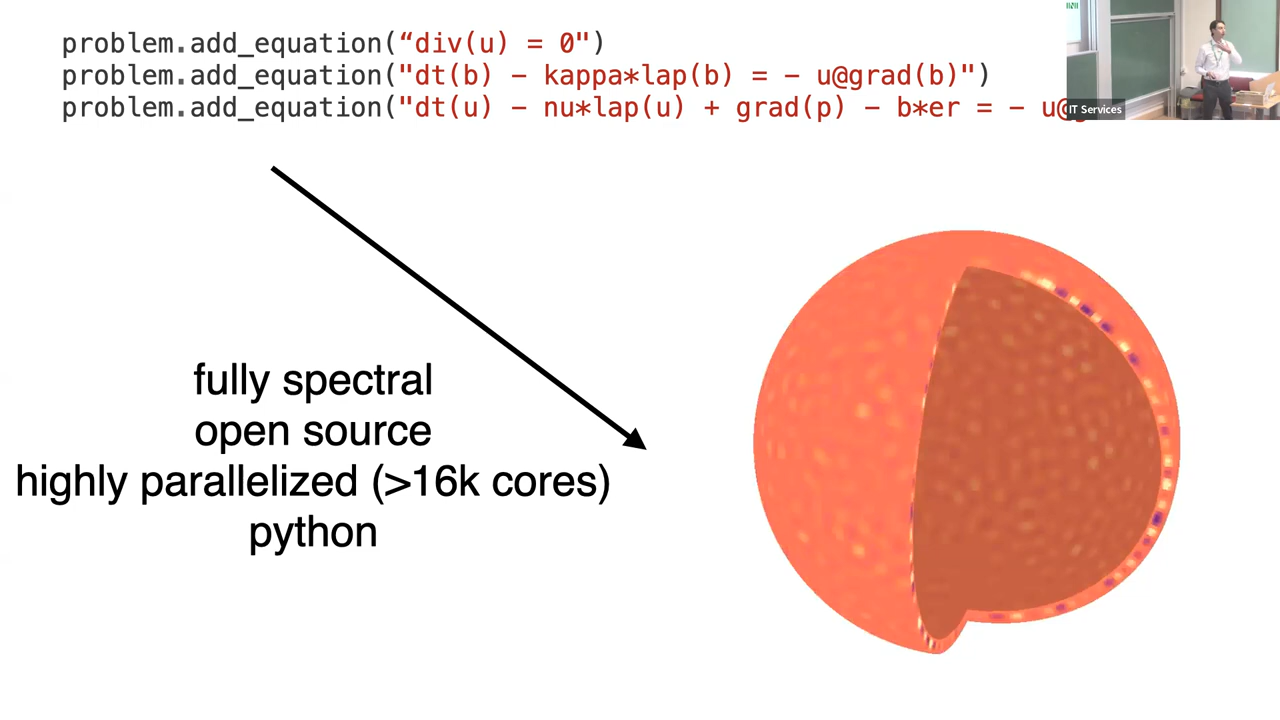 problem.add_equation(“div(u) = 0")
problem.add_equation("dt(b) - kappa*lap(b) = - u@grad(b)")
problem.add_equation("dt(u) - nu*lap(u) + grad(p) - b*er = - u@
IT Services
fully spectral
open source
highly parallelized (>16k cores)
python